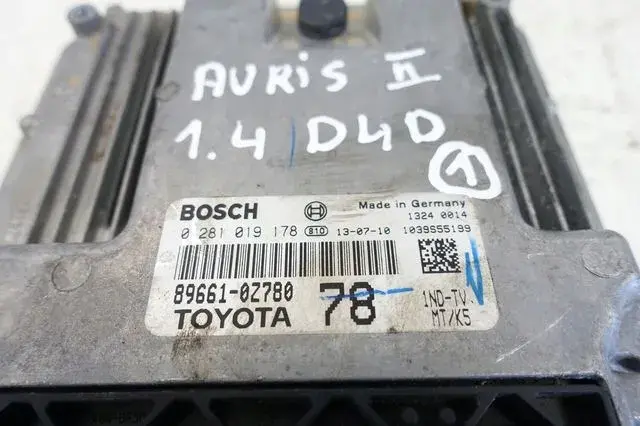 AURIS II
1.4 D4D
1
BOSCH
Made in Germany
1324 0014
0 281 019 178 810 13-07-10 1039S55199
89661-0Z780
78
1ND-TV
TOYOTA
MT/K5